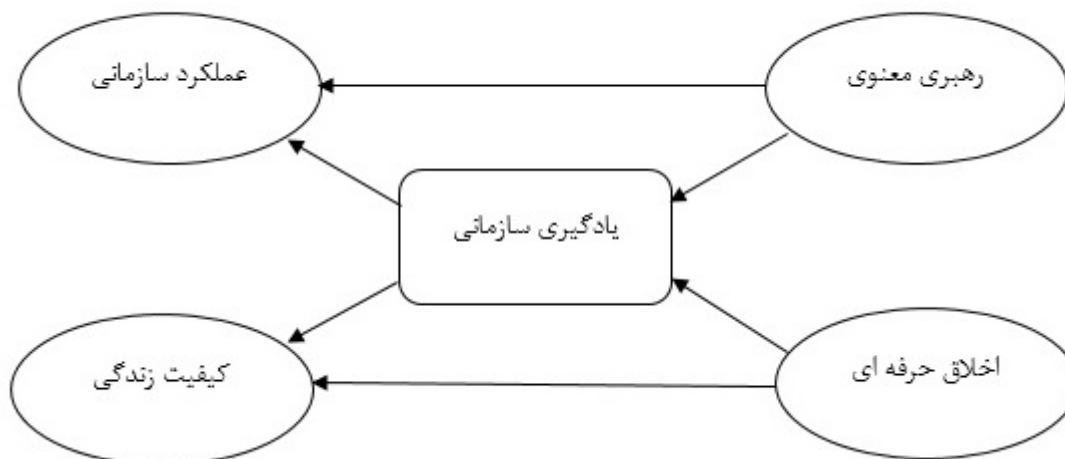 رهبری معنوی
عملکرد سازمانی
یادگیری سازمانی
اخلاق حرفه ای
کیفیت زندگی